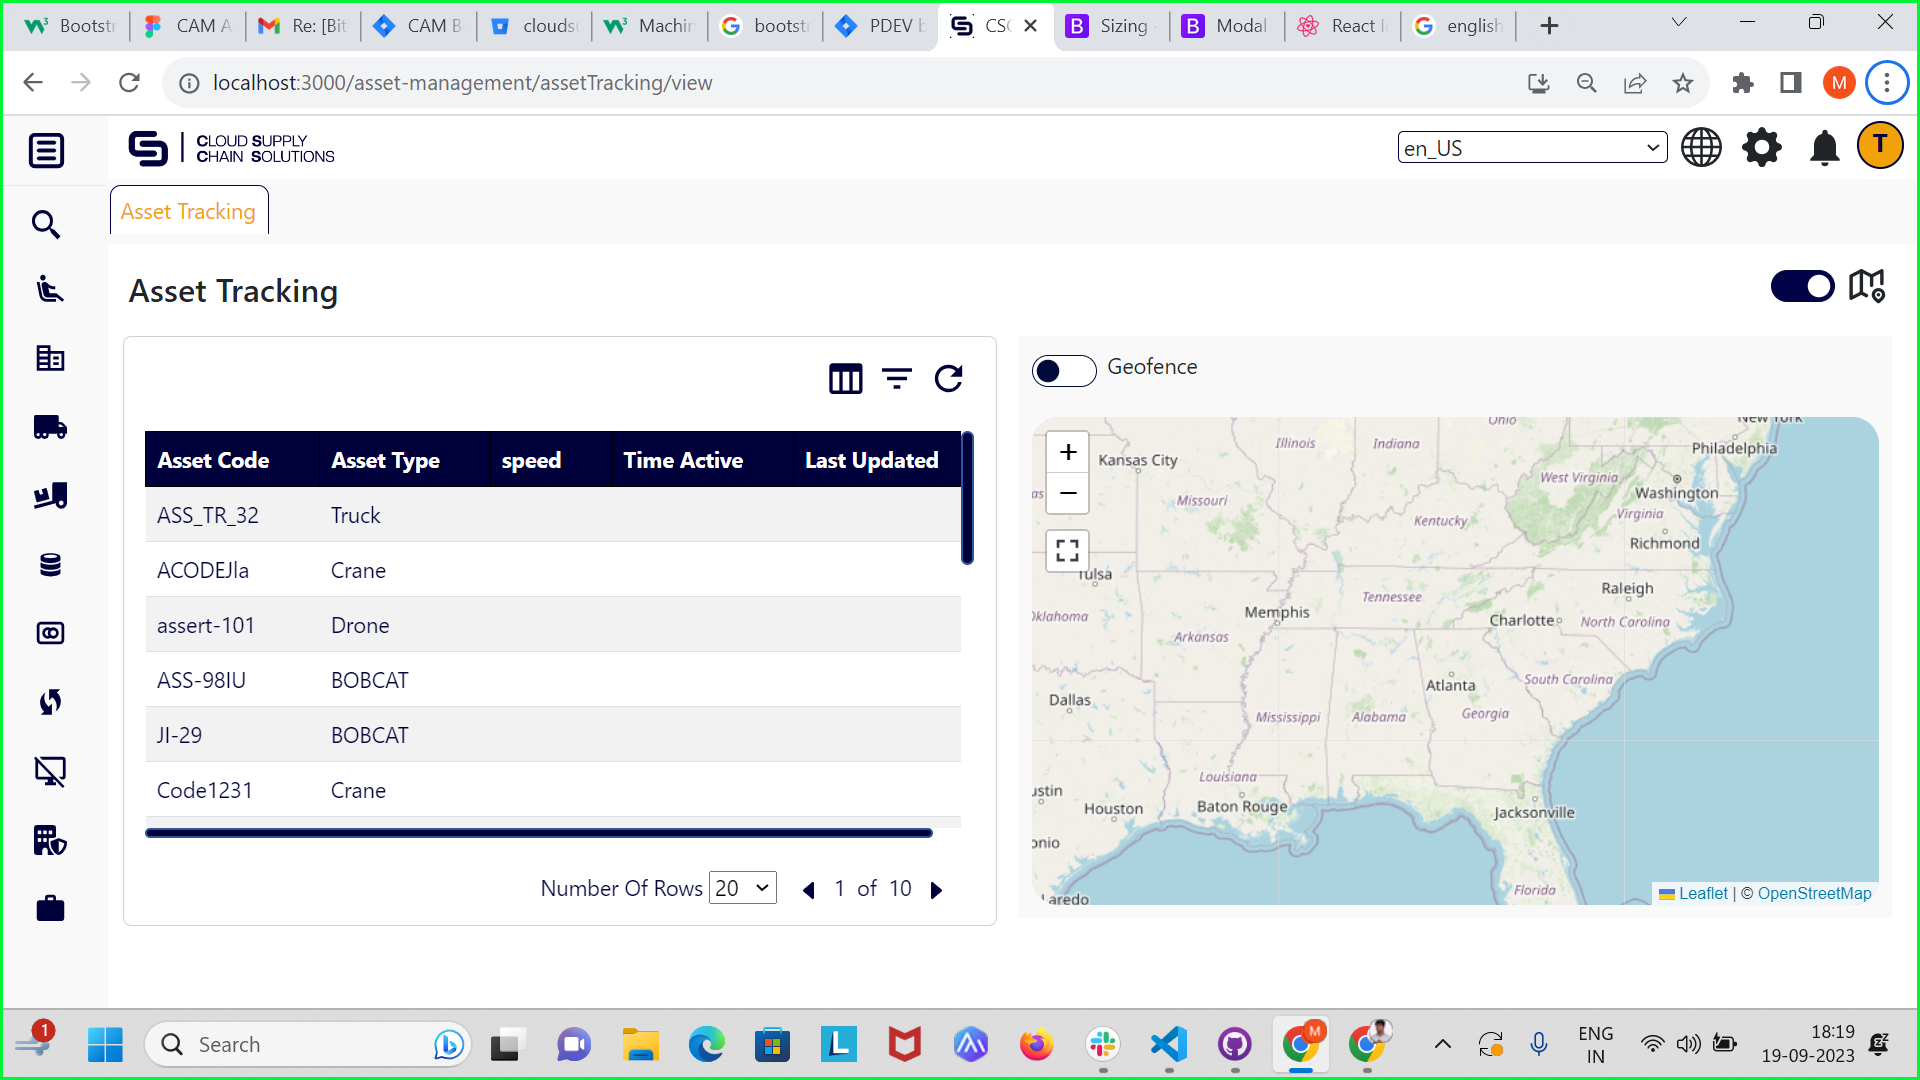 Bootstr
CAM A
Re: [Bit
CAM B
clouds
Machin
bootstr
PDEV b
CSC
Sizing
Modal
React I
english
localhost:3000/asset-management/assetTracking/view
M
CLOUD SUPPLY
CHAIN SOLUTIONS
en_US
T
Asset Tracking
Asset Tracking
Geofence
Asset Code Asset Type speed Time Active Last Updated
ASS_TR_32 Truck
ACODEJla Crane
assert-101 Drone
ASS-98IU BOBCAT
JI-29 BOBCAT
Code1231 Crane
Number Of Rows 20 1 of 10
+
−
New York
Ohio
Illinois
Indiana
Philadelphia
Kansas City
West Virginia
Washington
Missouri
Kentucky
Virginia
Richmond
Tulsa
Raleigh
Tennessee
Memphis
Oklahoma
Charlotte
North Carolina
Arkansas
Atlanta
South Carolina
Dallas
Mississippi
Alabama
Georgia
Louisiana
ustin
Houston
Baton Rouge
Jacksonville
onio
Florida
Laredo
Leaflet | © OpenStreetMap
1
Search
M
ENG
IN
18:19
19-09-2023